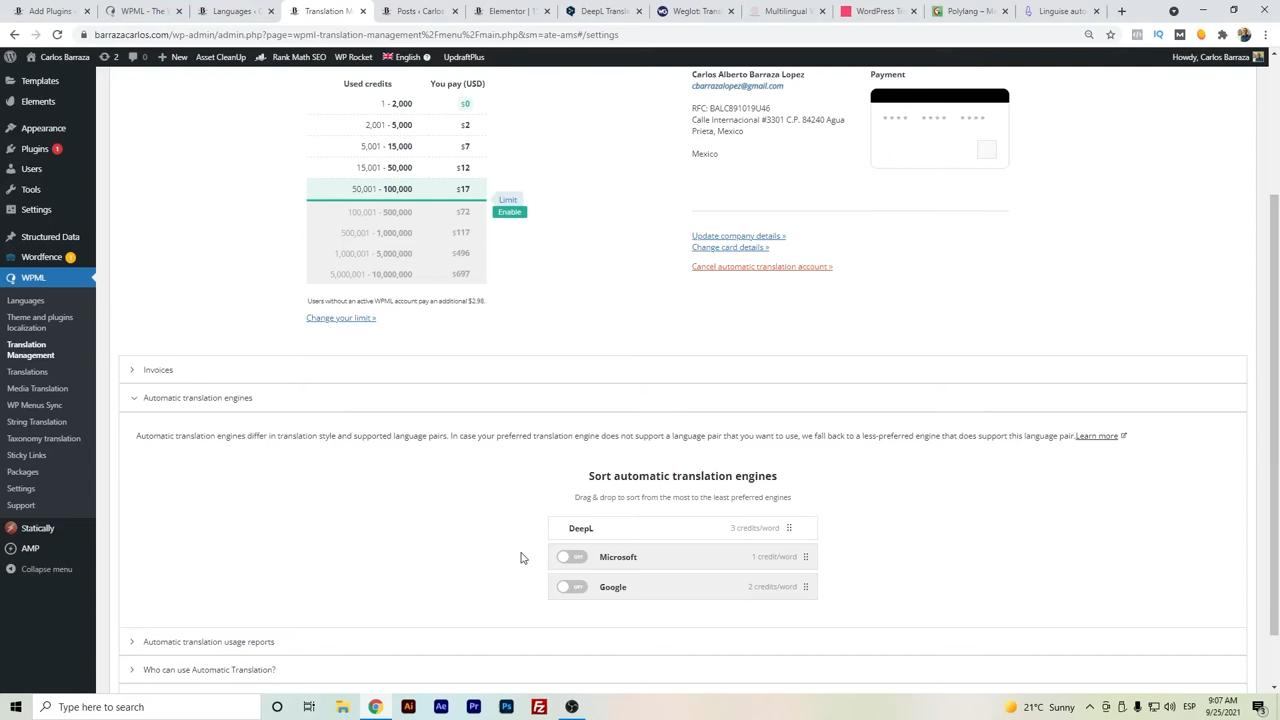 Add Plugins ‹
Languages ‹ C
Translation M
Posts ‹ Carlos
Elementor | 1
DeepL Transla
Weglot Transl
Multilingual V
WordPress Tra
Polylang – Ma
Linguise auto
barrazacarlos.com/wp-admin/admin.php?page=wpml-translation-management%2Fmenu%2Fmain.php&sm=ate-ams#/settings
Carlos Barraza 2 0 + New Asset CleanUp Rank Math SEO WP Rocket English UpdraftPlus Howdy, Carlos Barraza
Templates
Elements
Appearance
Plugins 1
Users
Tools
Settings
Structured Data
Wordfence 1
WPML
Languages
Theme and plugins
localization
Translation
Management
Translations
Media Translation
WP Menus Sync
String Translation
Taxonomy translation
Sticky Links
Packages
Settings
Support
Statically
AMP
Collapse menu
Used credits You pay (USD)
1 - 2,000 $0
2,001 - 5,000 $2
5,001 - 15,000 $7
15,001 - 50,000 $12
50,001 - 100,000 $17
Limit
Enable
100,001 - 500,000 $72
500,001 - 1,000,000 $117
1,000,001 - 5,000,000 $496
5,000,001 - 10,000,000 $697
Users without an active WPML account pay an additional $2.98.
Change your limit »
Carlos Alberto Barraza Lopez
cbarrazalopez@gmail.com
RFC: BALC891019U46
Calle Internacional #3301 C.P. 84240 Agua
Prieta, Mexico
Mexico
Payment
**** **** ****
Update company details »
Change card details »
Cancel automatic translation account »
Invoices
Automatic translation engines
Automatic translation engines differ in translation style and supported language pairs. In case your preferred translation engine does not support a language pair that you want to use, we fall back to a less-preferred engine that does support this language pair.Learn more
Sort automatic translation engines
Drag & drop to sort from the most to the least preferred engines
DeepL 3 credits/word
OFF Microsoft 1 credit/word
OFF Google 2 credits/word
Automatic translation usage reports
Who can use Automatic Translation?
Type here to search
21°C Sunny
ESP
9:07 AM
9/25/2021
3